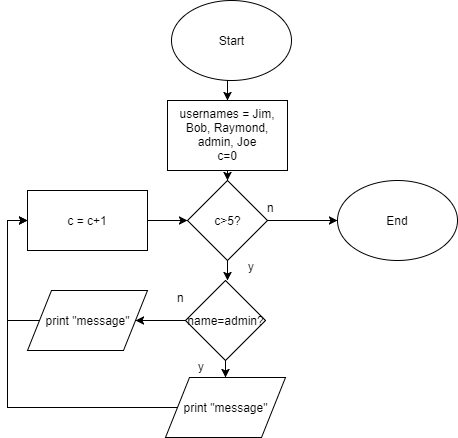 Start
usernames = Jim,
Bob, Raymond,
admin, Joe
c=0
c = c+1
c>5?
n
End
y
n
print "message"
name=admin?
y
print "message"